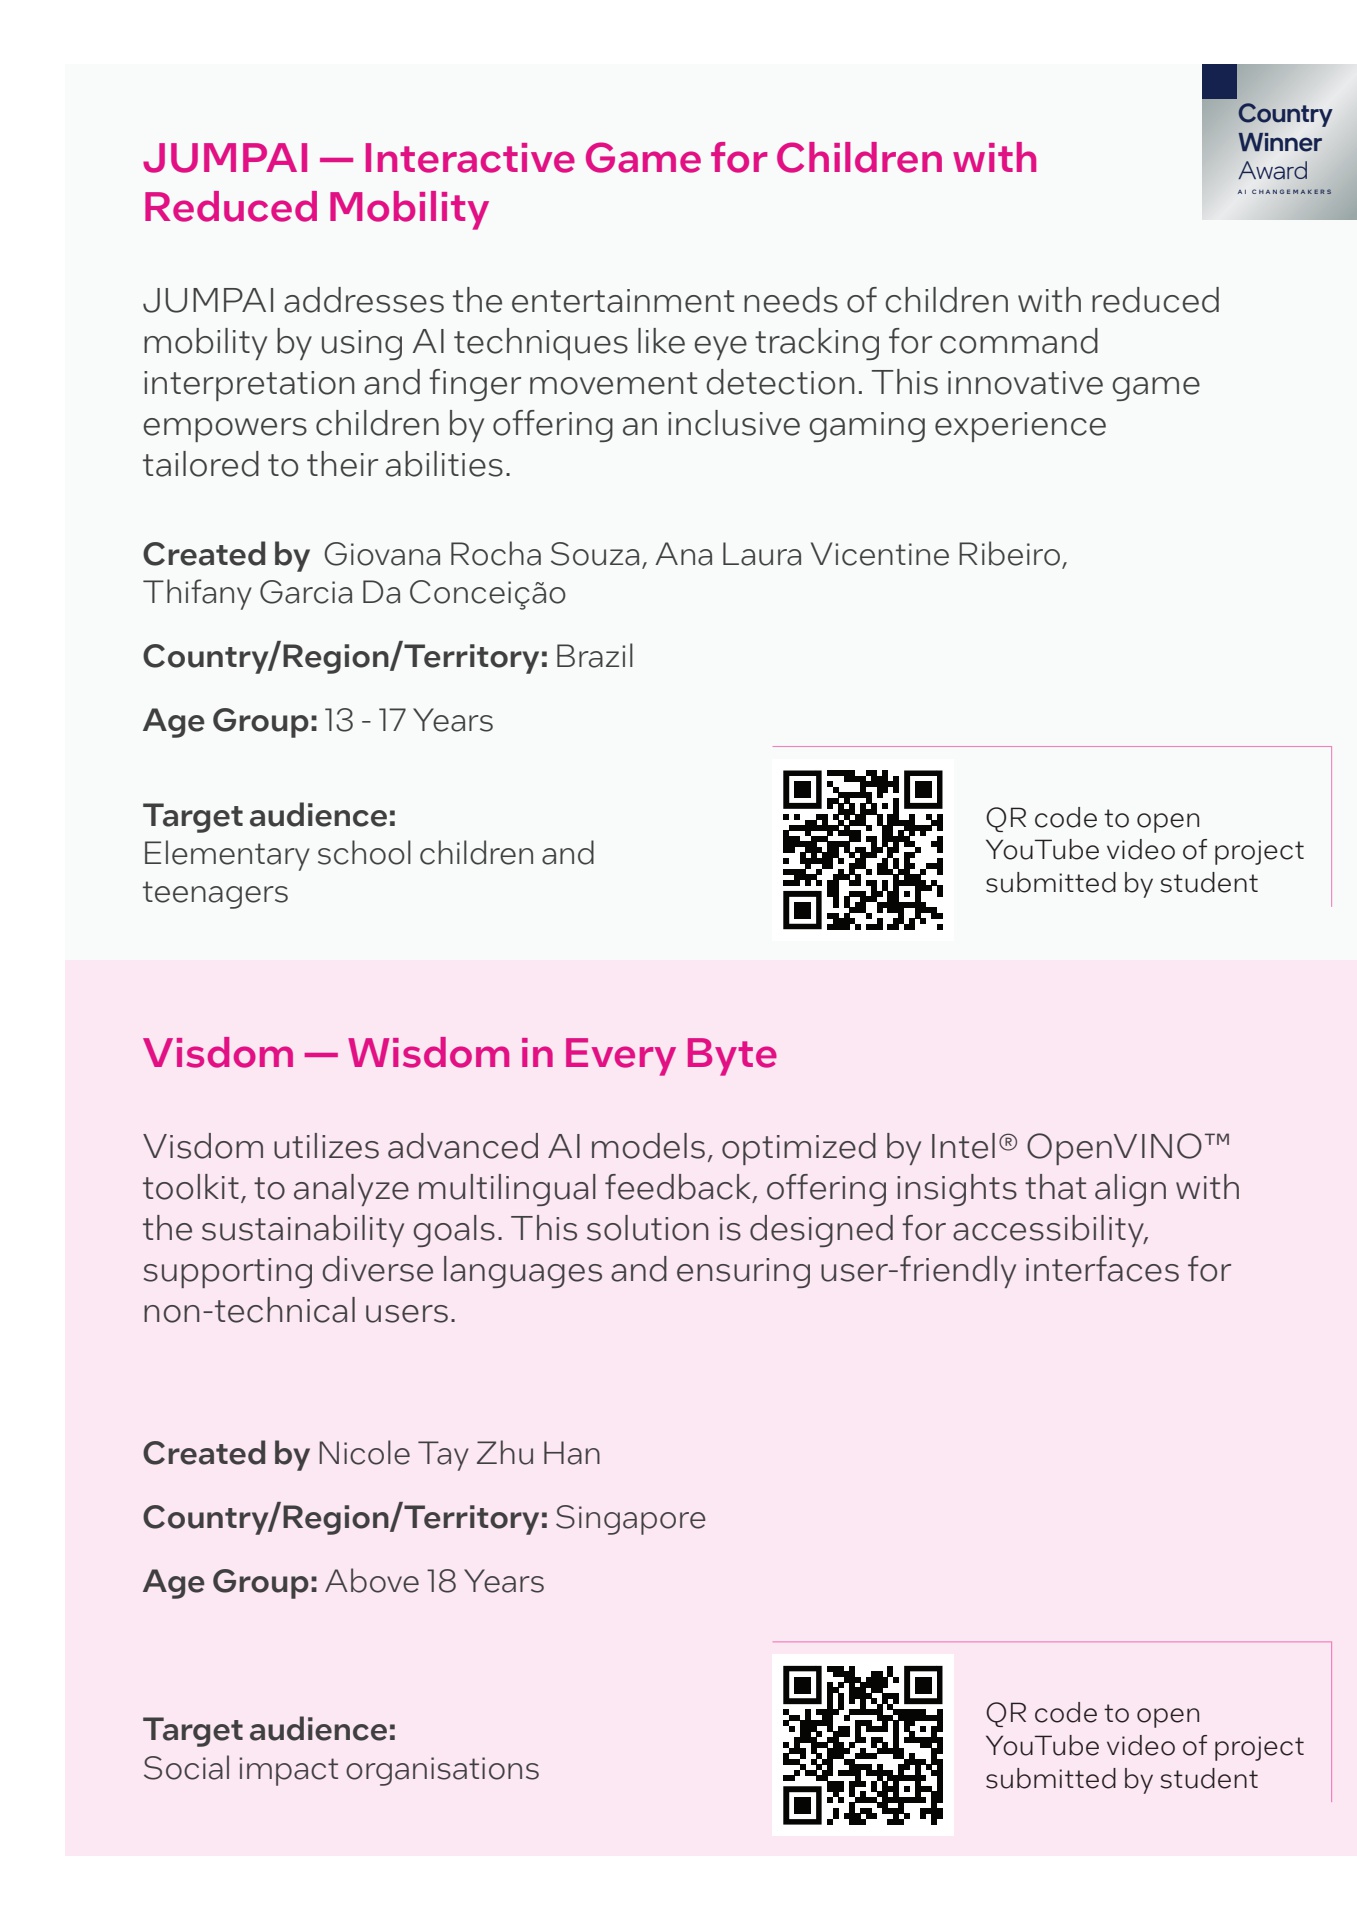 Country
Winner
Award
AI CHANGEMAKERS
JUMPAI — Interactive Game for Children with
Reduced Mobility
JUMPAI addresses the entertainment needs of children with reduced
mobility by using AI techniques like eye tracking for command
interpretation and finger movement detection. This innovative game
empowers children by offering an inclusive gaming experience
tailored to their abilities.
Created by Giovana Rocha Souza, Ana Laura Vicentine Ribeiro,
Thifany Garcia Da Conceição
Country/Region/Territory: Brazil
Age Group: 13 - 17 Years
Target audience:
Elementary school children and
teenagers
QR code to open
YouTube video of project
submitted by student
Visdom — Wisdom in Every Byte
Visdom utilizes advanced AI models, optimized by Intel® OpenVINO™
toolkit, to analyze multilingual feedback, offering insights that align with
the sustainability goals. This solution is designed for accessibility,
supporting diverse languages and ensuring user-friendly interfaces for
non-technical users.
Created by Nicole Tay Zhu Han
Country/Region/Territory: Singapore
Age Group: Above 18 Years
Target audience:
Social impact organisations
QR code to open
YouTube video of project
submitted by student